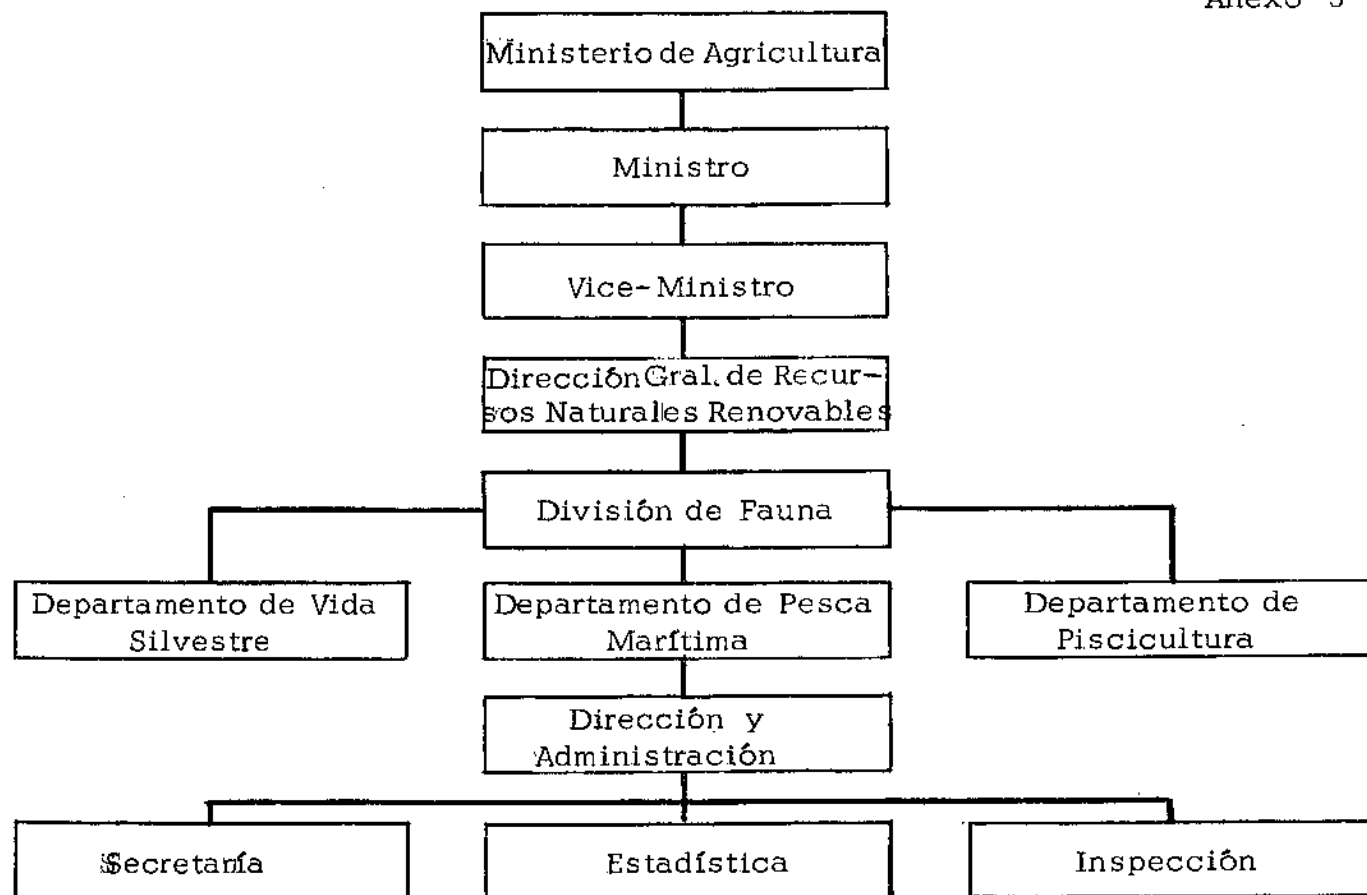 Anexo 3
Ministerio de Agricultura
Ministro
Vice-Ministro
Dirección Gral. de Recur-
sos Naturales Renovables
División de Fauna
Departamento de Vida
Silvestre
Departamento de Pesca
Marítima
Departamento de
Piscicultura
Dirección y
Administración
Secretaría
Estadística
Inspección